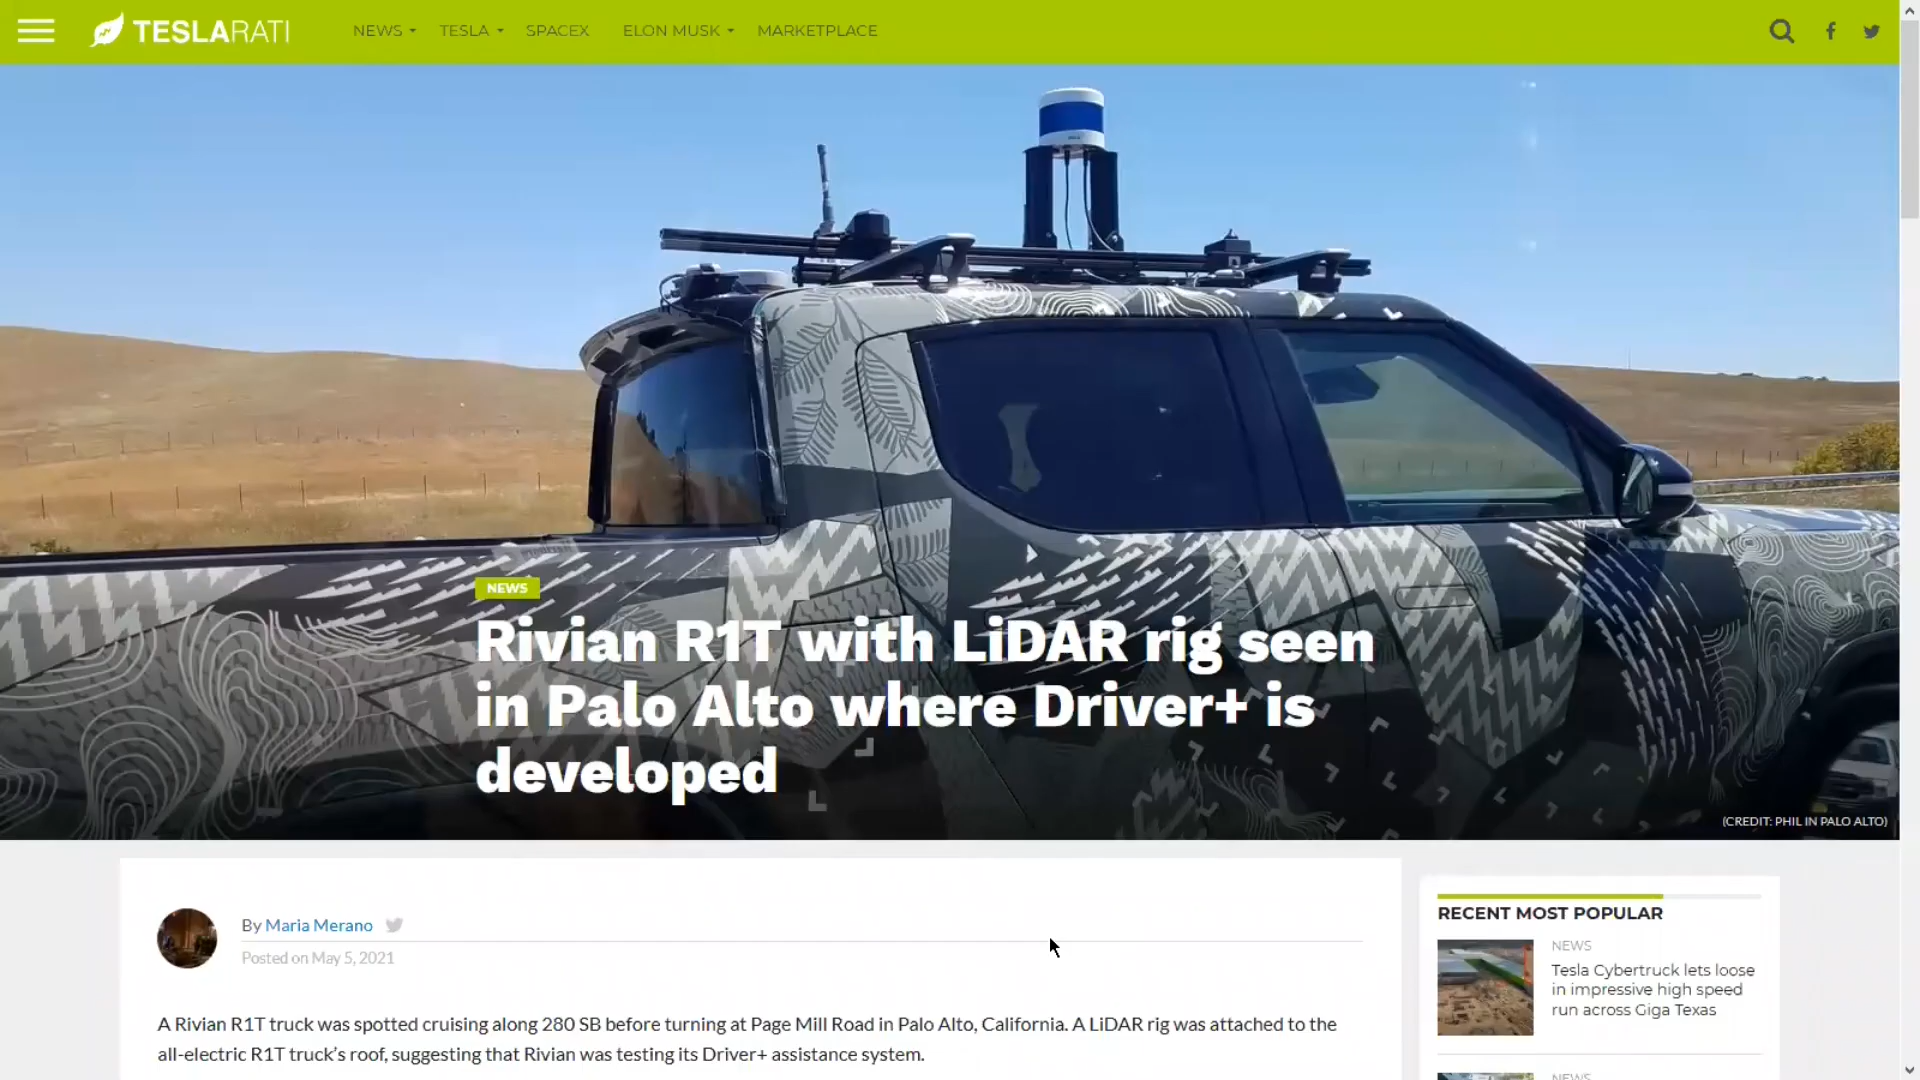 TESLARATI
NEWS
TESLA
SPACEX
ELON MUSK
MARKETPLACE
NEWS
Rivian R1T with LiDAR rig seen
in Palo Alto where Driver+ is
developed
(CREDIT: PHIL IN PALO ALTO)
By Maria Merano
Posted on May 5, 2021
A Rivian R1T truck was spotted cruising along 280 SB before turning at Page Mill Road in Palo Alto, California. A LiDAR rig was attached to the
all-electric R1T truck’s roof, suggesting that Rivian was testing its Driver+ assistance system.
RECENT MOST POPULAR
NEWS
Tesla Cybertruck lets loose
in impressive high speed
run across Giga Texas
NEWS